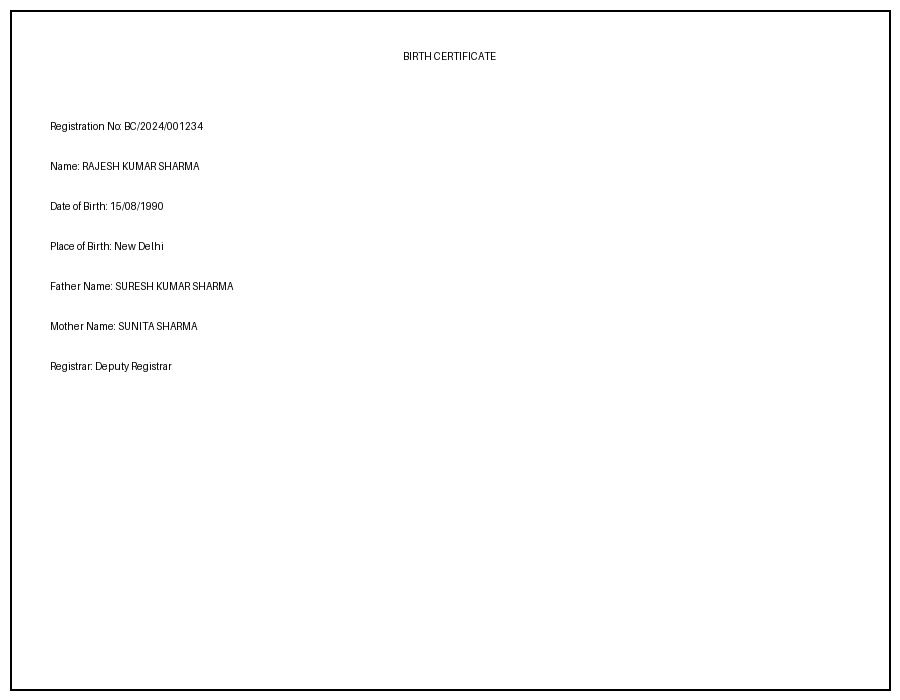 BIRTH CERTIFICATE
Registration No: BC/2024/001234
Name: RAJESH KUMAR SHARMA
Date of Birth: 15/08/1990
Place of Birth: New Delhi
Father Name: SURESH KUMAR SHARMA
Mother Name: SUNITA SHARMA
Registrar: Deputy Registrar